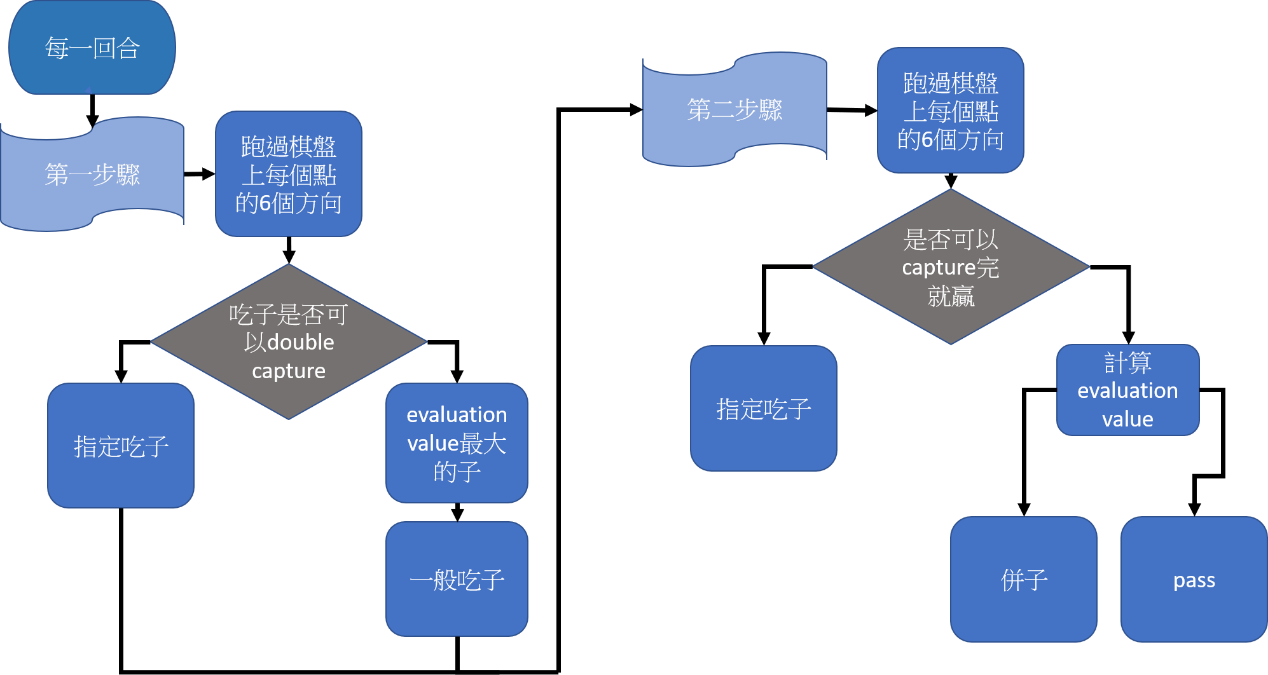 每一回合
第一步驟
跑過棋盤
上每個點
的6個方向
吃子是否可
以double
capture
指定吃子
evaluation
value最大
的子
一般吃子
第二步驟
跑過棋盤
上每個點
的6個方向
是否可以
capture完
就贏
指定吃子
計算
evaluation
value
併子
pass